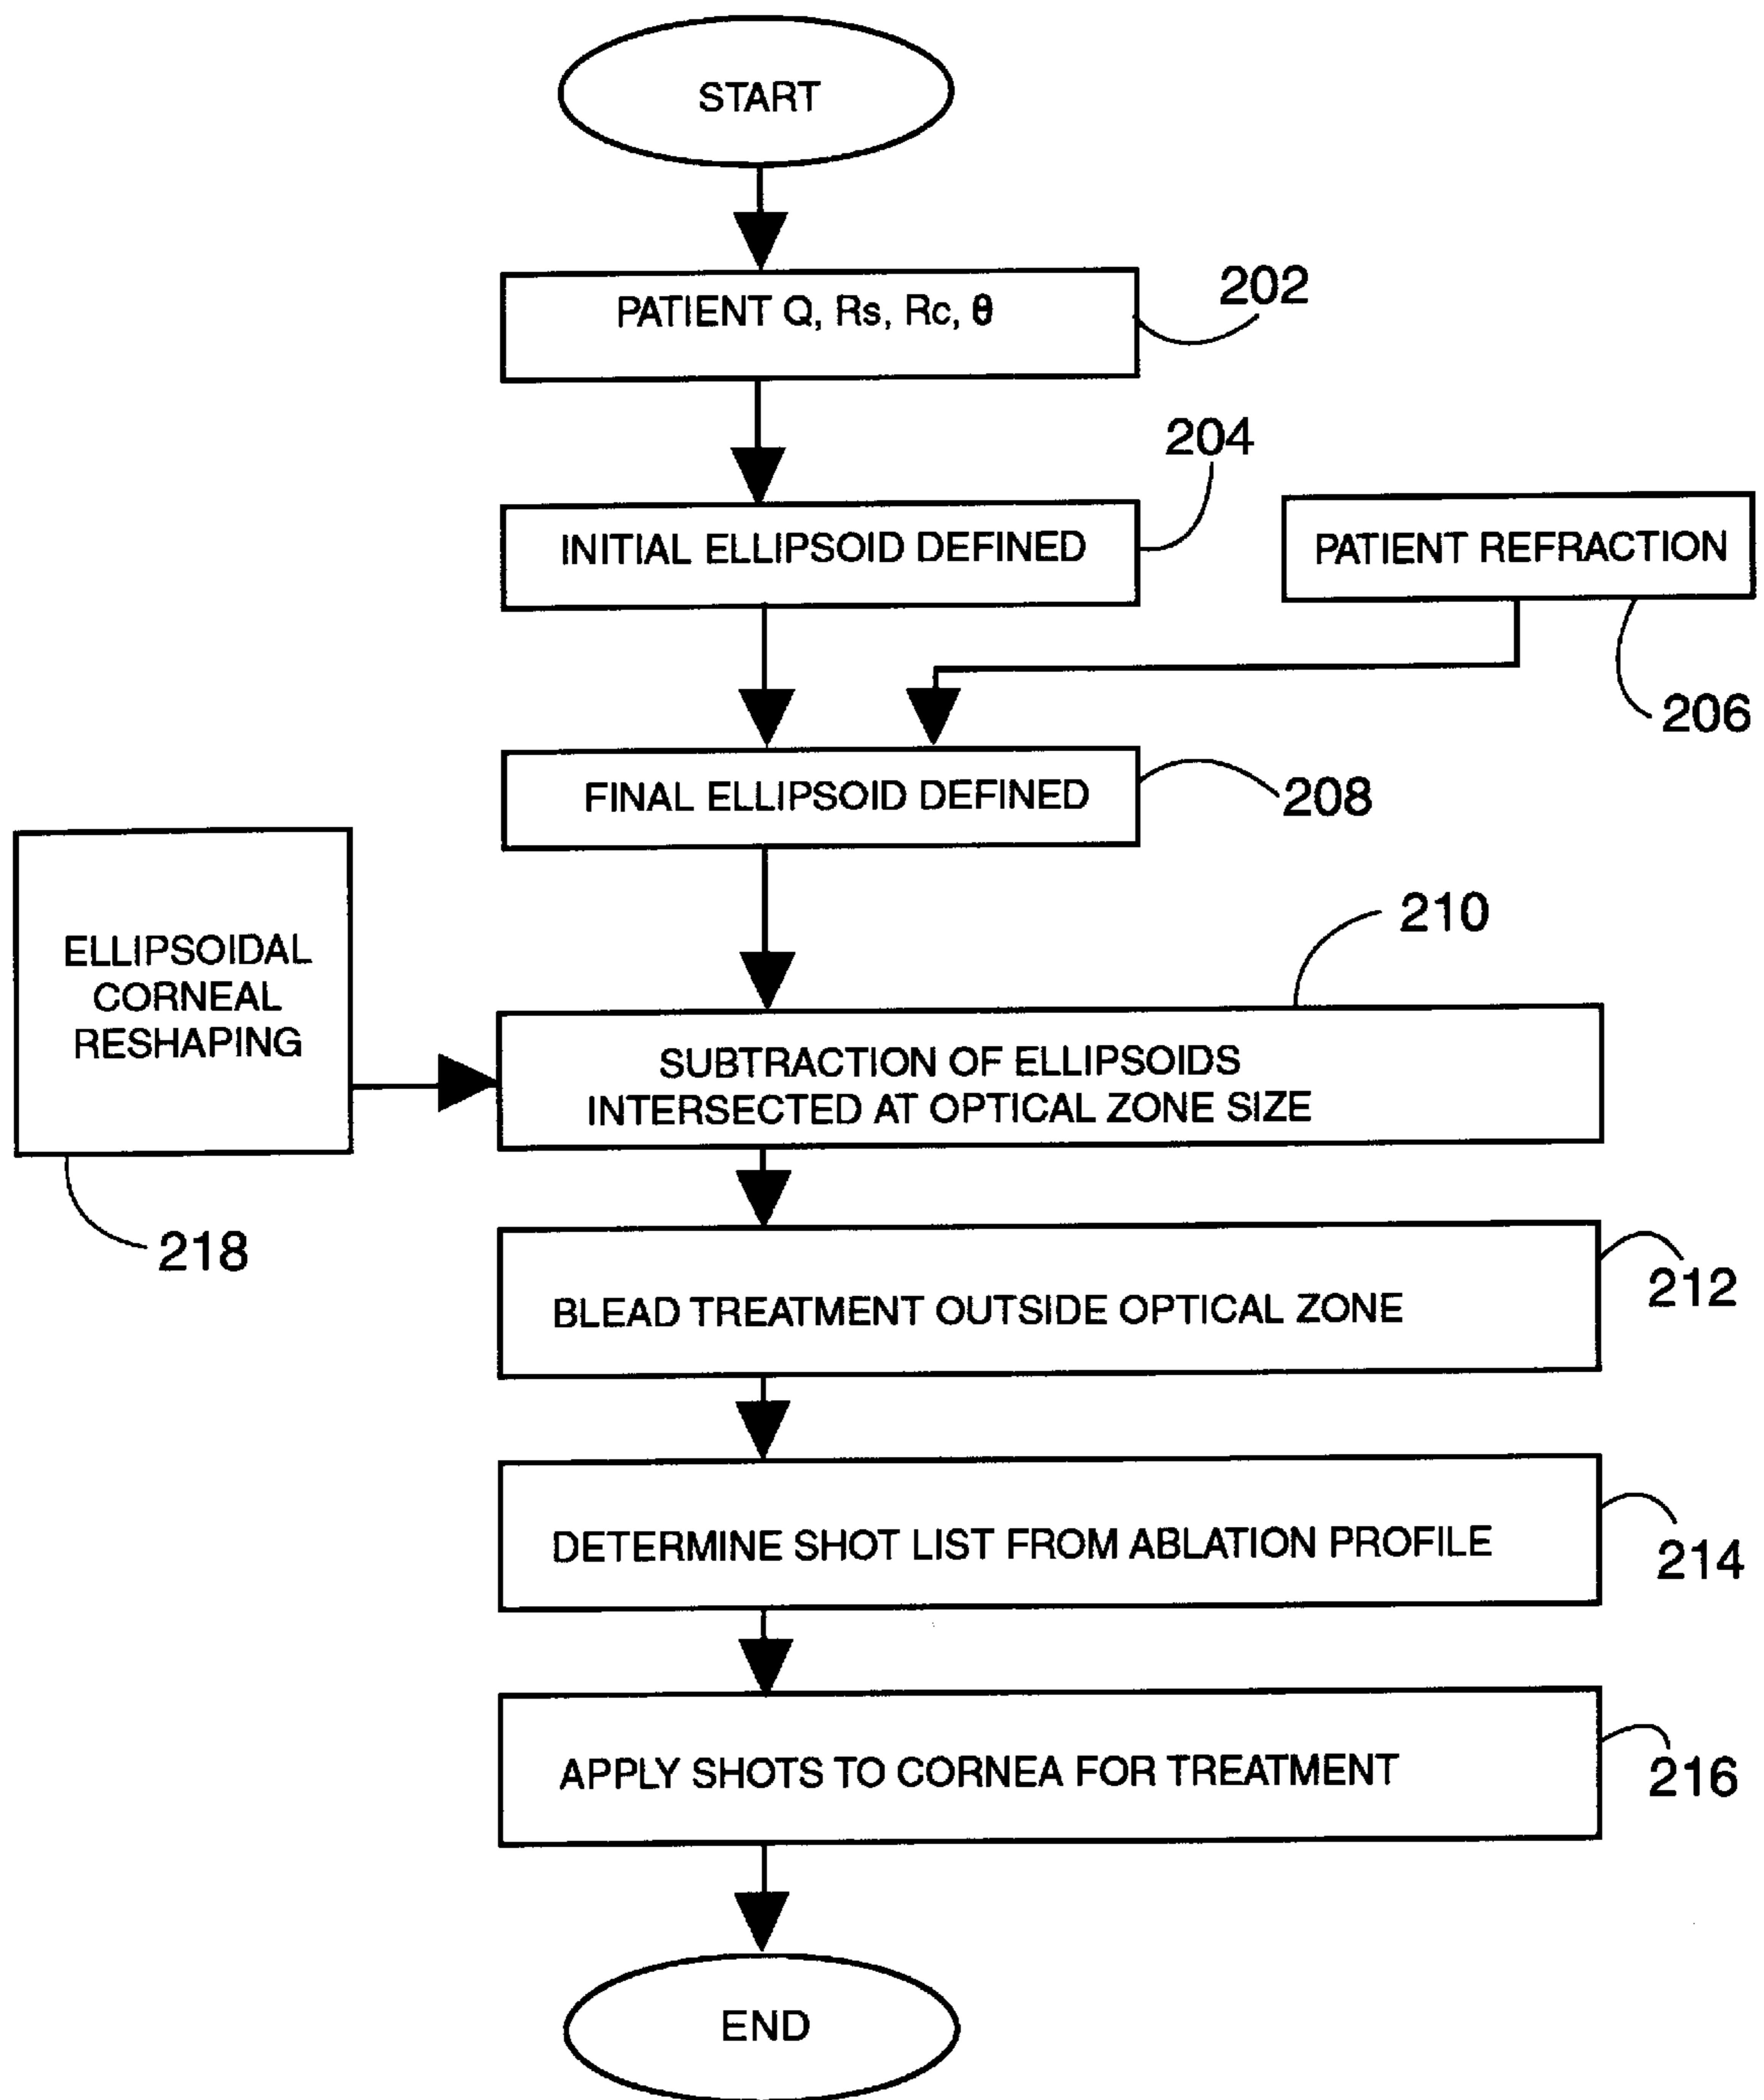 START
PATIENT Q, Rs, Rc, θ
202
204
INITIAL ELLIPSOID DEFINED
PATIENT REFRACTION
206
FINAL ELLIPSOID DEFINED
208
210
ELLIPSOIDAL
CORNEAL
RESHAPING
218
SUBTRACTION OF ELLIPSOIDS
INTERSECTED AT OPTICAL ZONE SIZE
BLEAD TREATMENT OUTSIDE OPTICAL ZONE
212
DETERMINE SHOT LIST FROM ABLATION PROFILE
214
APPLY SHOTS TO CORNEA FOR TREATMENT
216
END